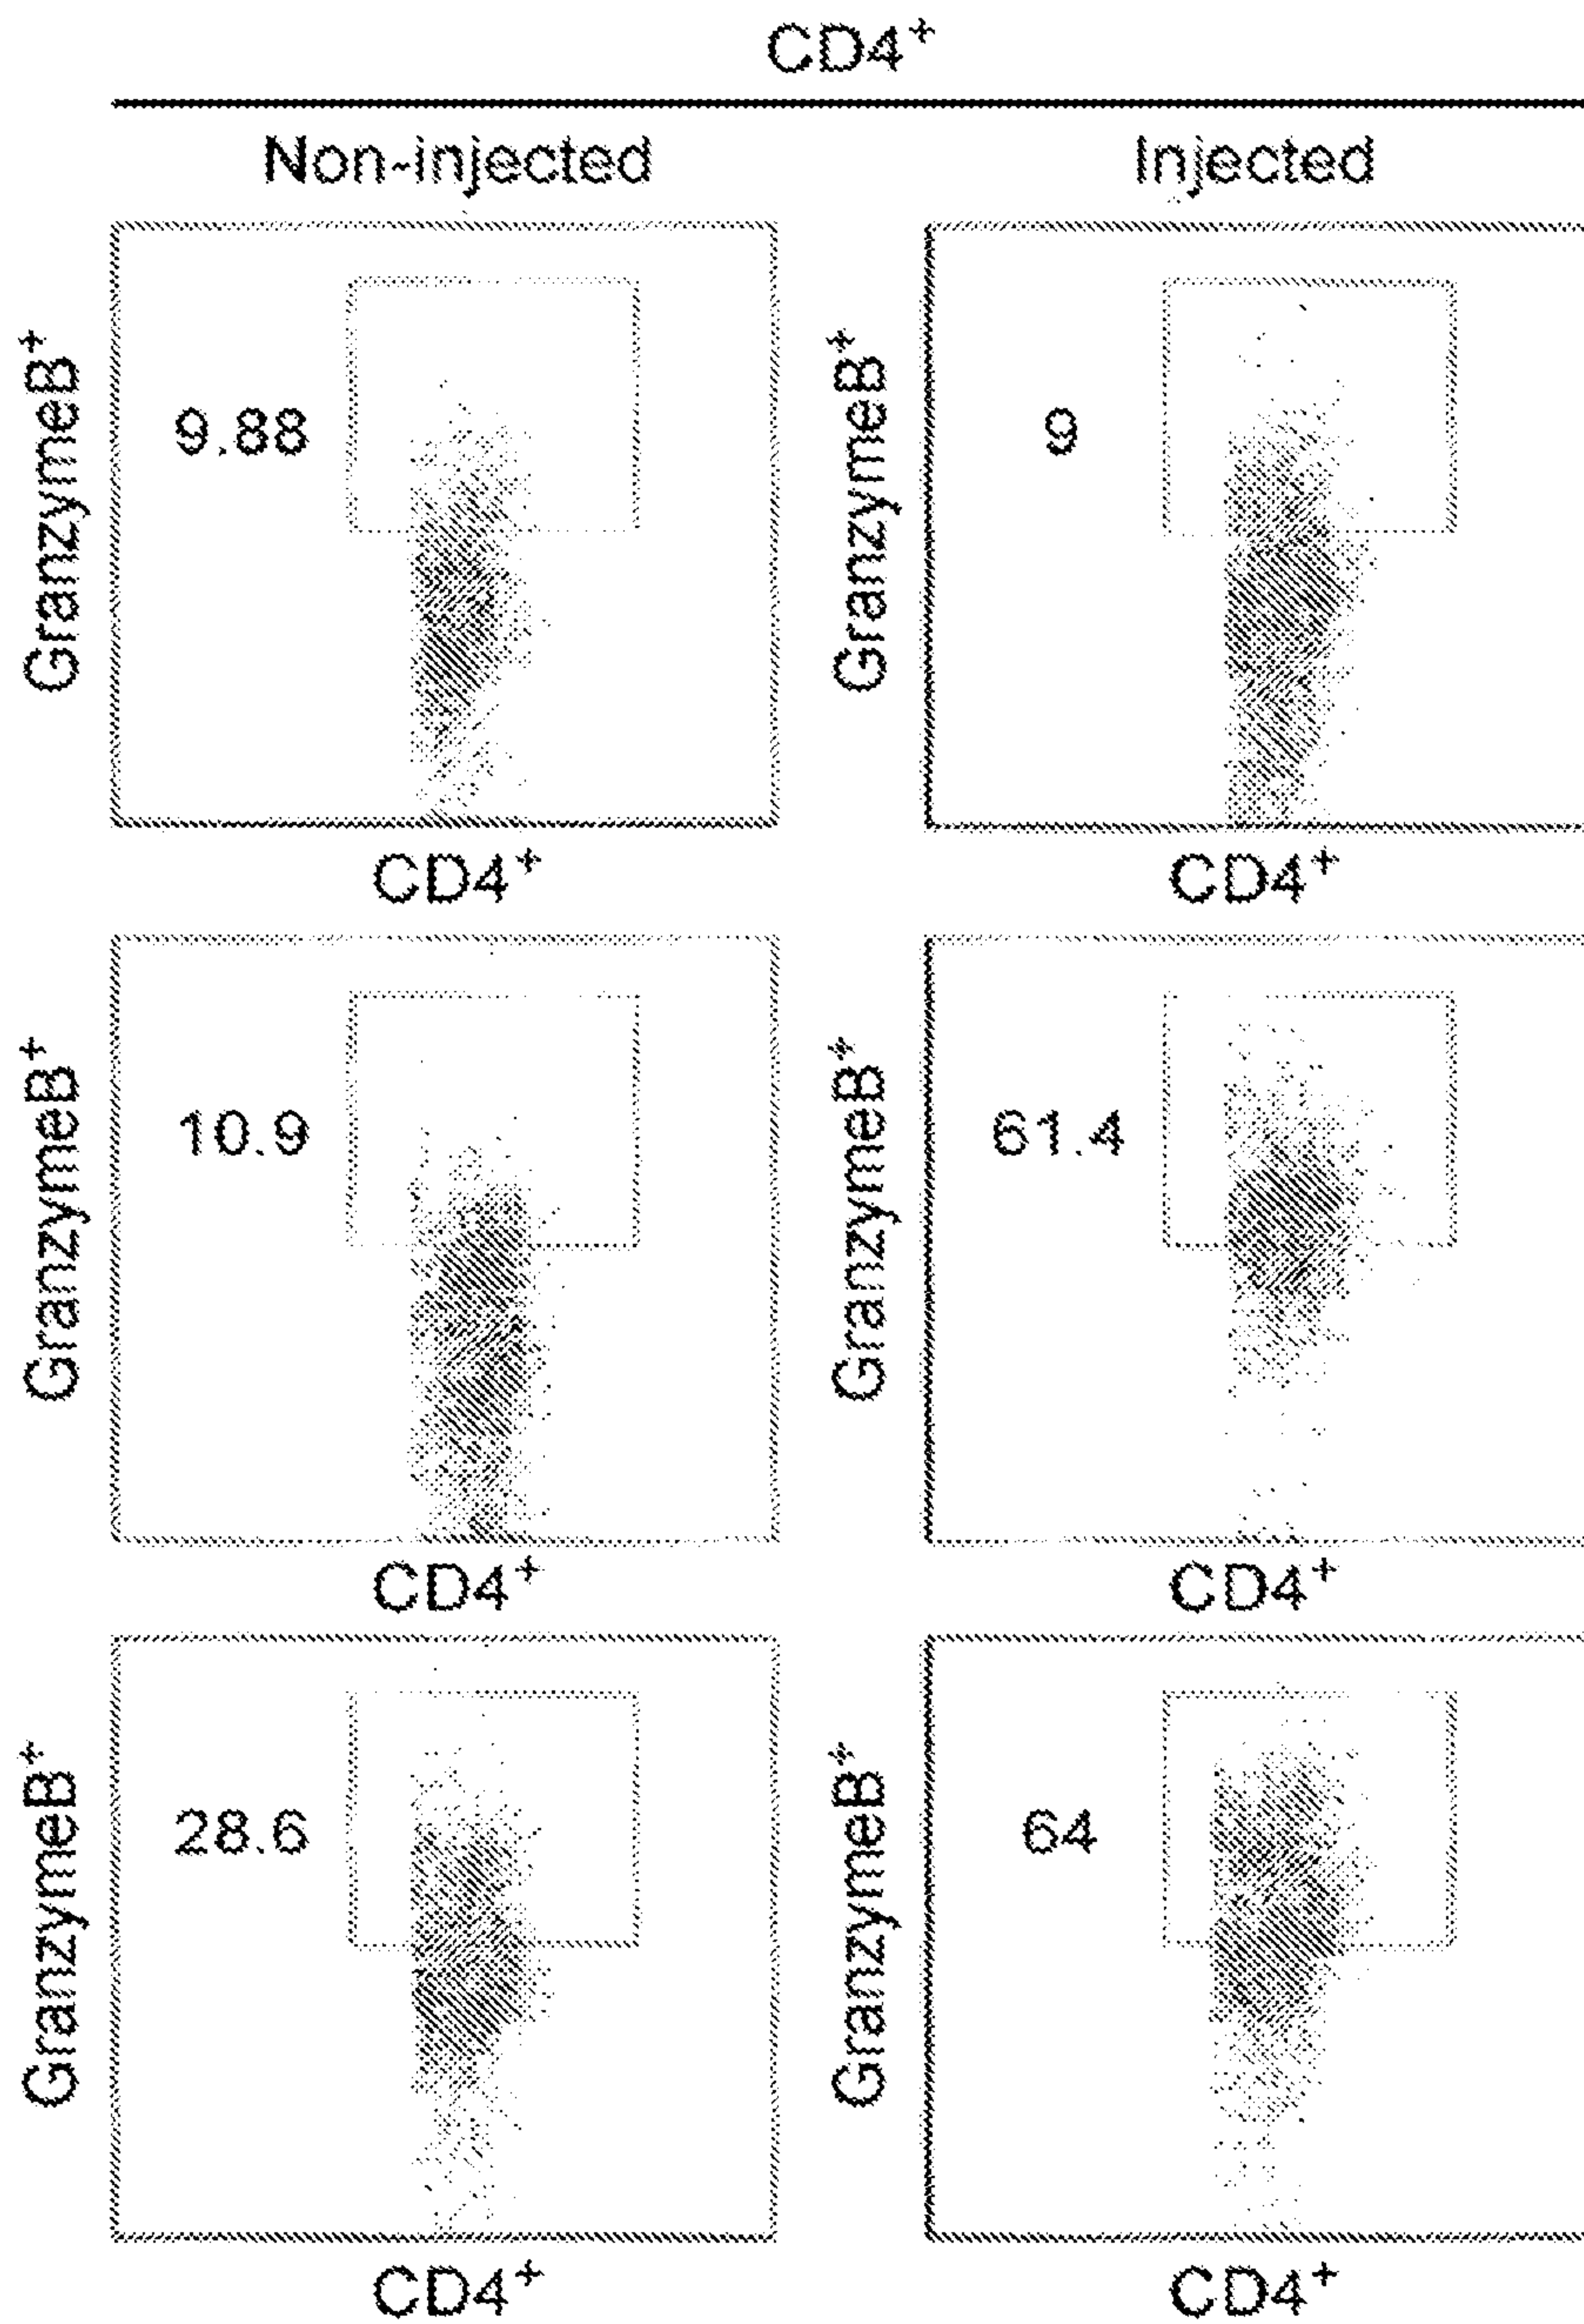 CD4⁺
Non-injected Injected
GranzymeB⁺ 9.88 GranzymeB⁺ 9
CD4⁺ CD4⁺
GranzymeB⁺ 10.9 GranzymeB⁺ 61.4
CD4⁺ CD4⁺
GranzymeB⁺ 28.6 GranzymeB⁺ 64
CD4⁺ CD4⁺